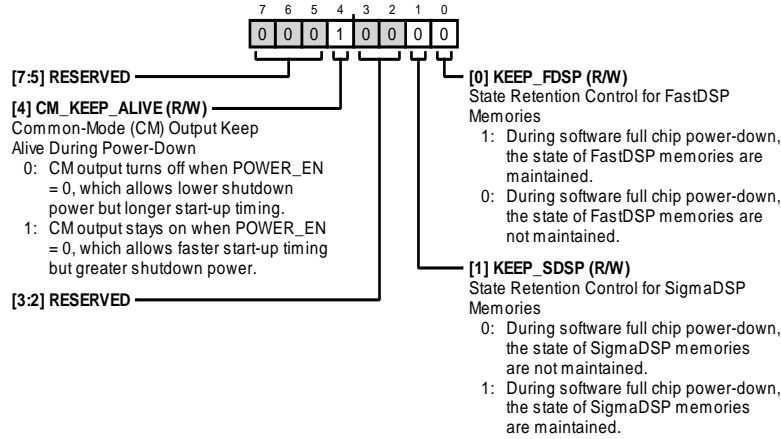 7 6 5 4 3 2 1 0
0 0 0 1 0 0 0 0
[7:5] RESERVED
[4] CM_KEEP_ALIVE (R/W)
Common-Mode (CM) Output Keep
Alive During Power-Down
0: CM output turns off when POWER_EN
= 0, which allows lower shutdown
power but longer start-up timing.
1: CM output stays on when POWER_EN
= 0, which allows faster start-up timing
but greater shutdown power.
[3:2] RESERVED
[0] KEEP_FDSP (R/W)
State Retention Control for FastDSP
Memories
1: During software full chip power-down,
the state of FastDSP memories are
maintained.
0: During software full chip power-down,
the state of FastDSP memories are
not maintained.
[1] KEEP_SDSP (R/W)
State Retention Control for SigmaDSP
Memories
0: During software full chip power-down,
the state of SigmaDSP memories
are not maintained.
1: During software full chip power-down,
the state of SigmaDSP memories
are maintained.